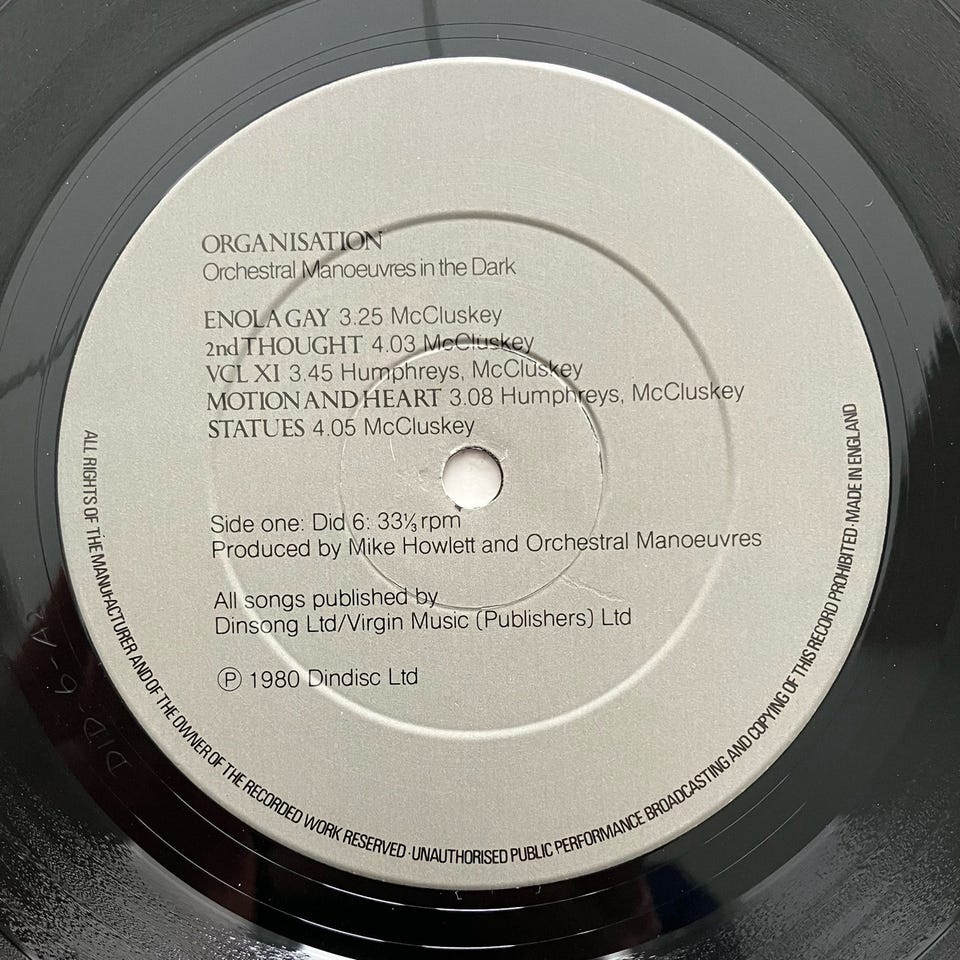 ORGANISATION
Orchestral Manoeuvres in the Dark
ENOLA GAY 3.25 McCluskey
2nd THOUGHT 4.03 McCluskey
VCL XI 3.45 Humphreys, McCluskey
MOTION AND HEART 3.08 Humphreys, McCluskey
STATUES 4.05 McCluskey
Side one: Did 6: 33⅓ rpm
Produced by Mike Howlett and Orchestral Manoeuvres
All songs published by
Dinsong Ltd/Virgin Music (Publishers) Ltd
℗ 1980 Dindisc Ltd
ALL RIGHTS OF THE MANUFACTURER AND OF THE OWNER OF THE RECORDED WORK RESERVED · UNAUTHORISED PUBLIC PERFORMANCE BROADCASTING AND COPYING OF THIS RECORD PROHIBITED · MADE IN ENGLAND
DID-6-A2